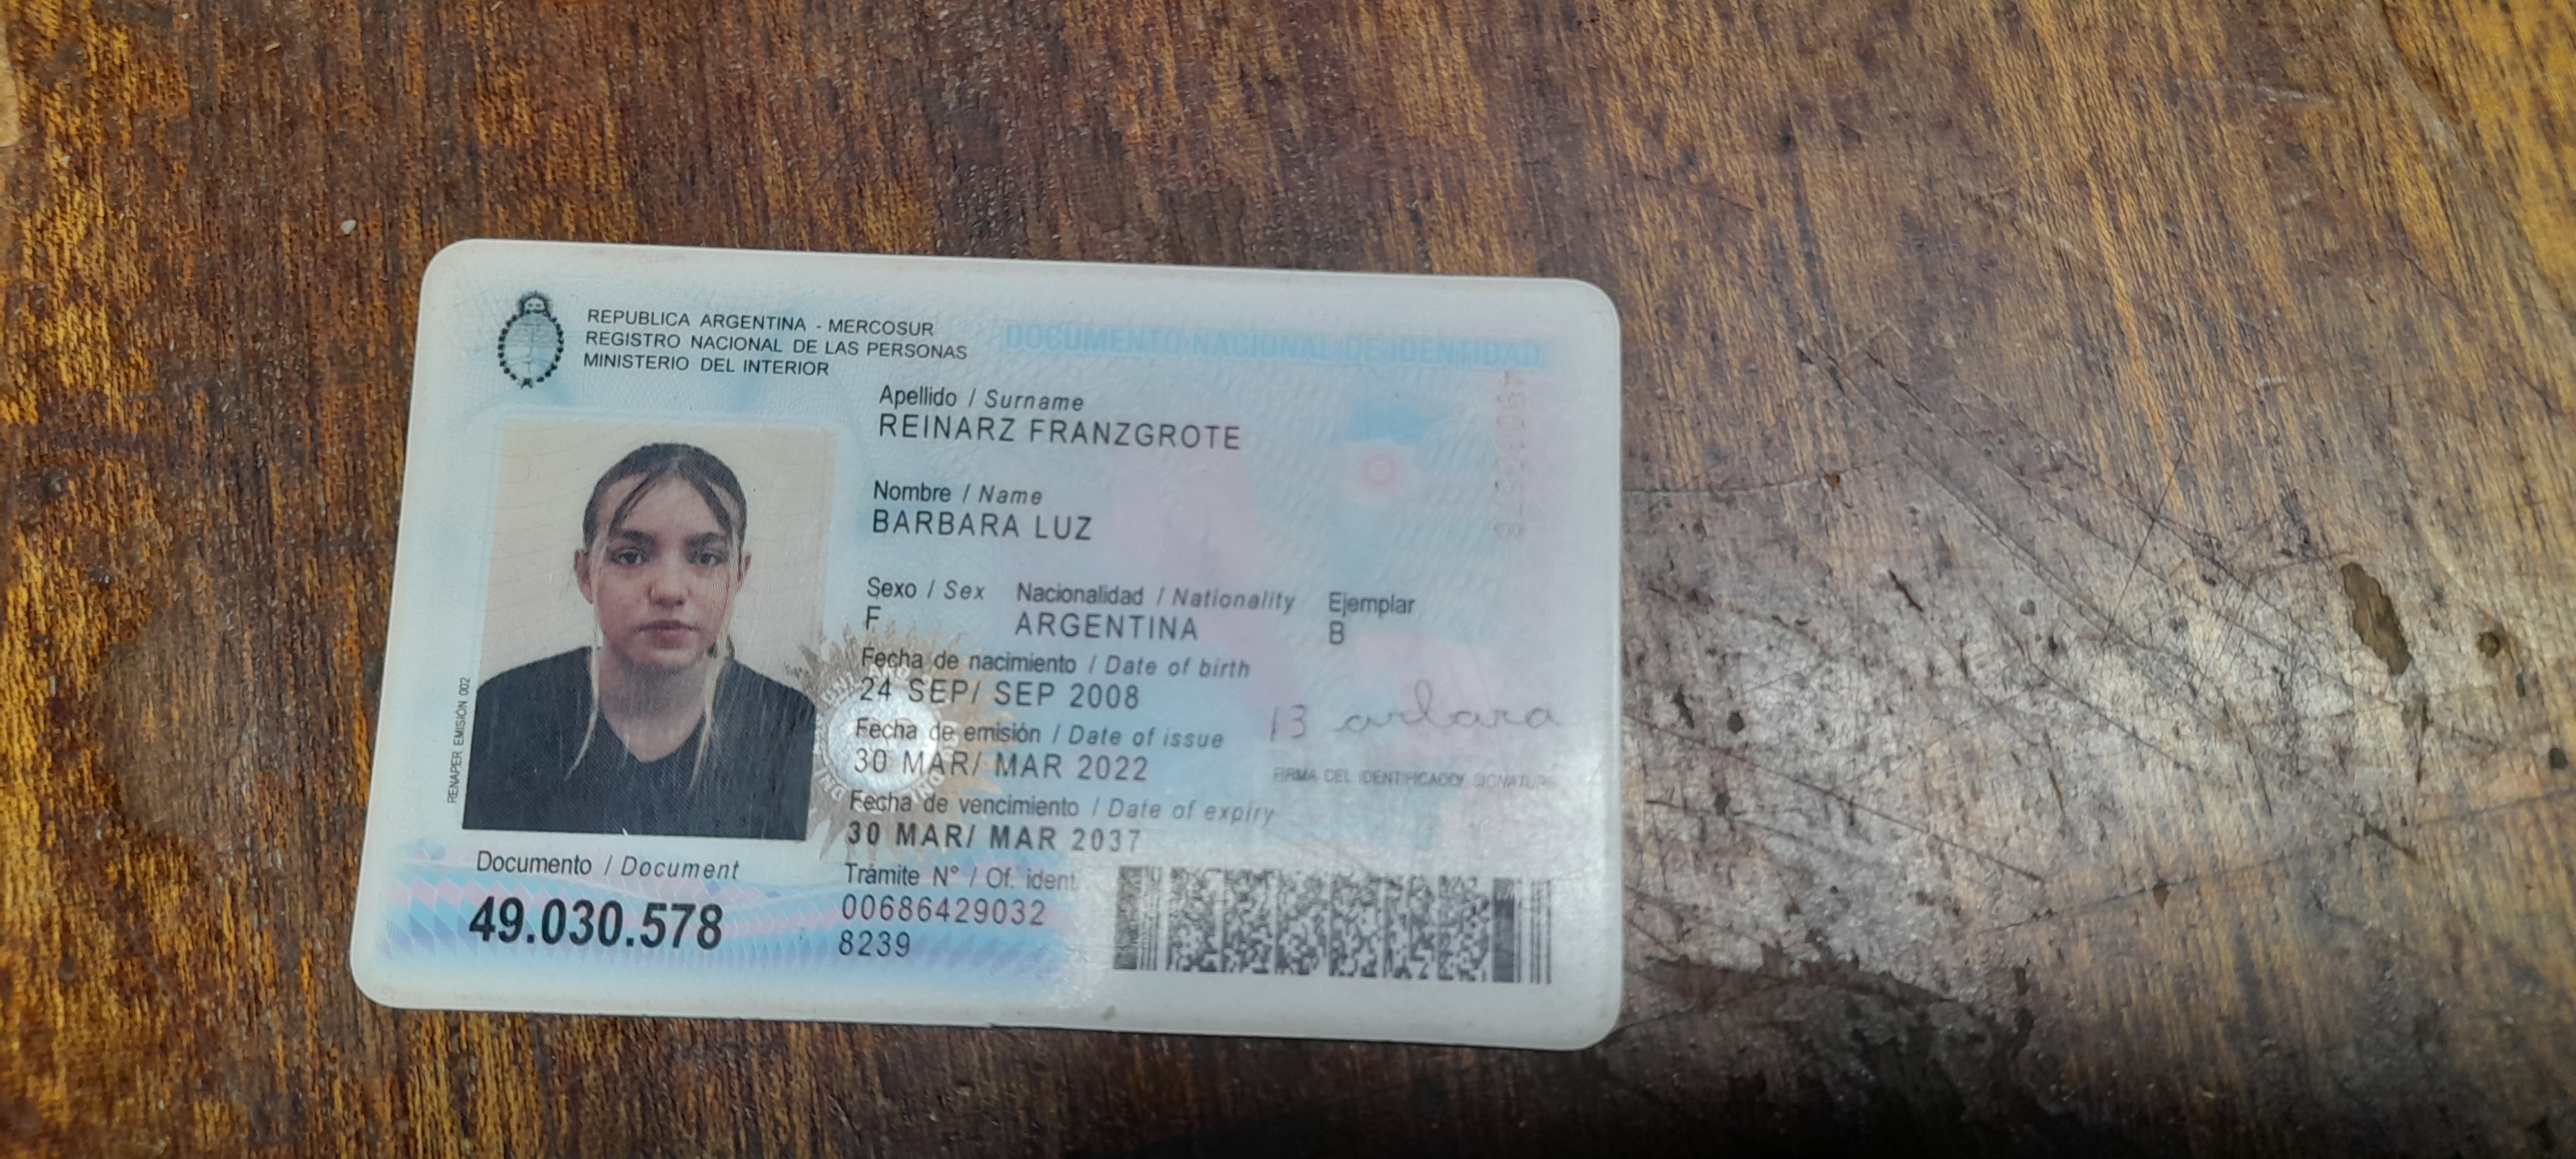 REPUBLICA ARGENTINA - MERCOSUR
REGISTRO NACIONAL DE LAS PERSONAS
MINISTERIO DEL INTERIOR
DOCUMENTO NACIONAL DE IDENTIDAD
Apellido / Surname
REINARZ FRANZGROTE
Nombre / Name
BARBARA LUZ
Sexo / Sex Nacionalidad / Nationality Ejemplar
F ARGENTINA B
Fecha de nacimiento / Date of birth
24 SEP/ SEP 2008
Fecha de emisión / Date of issue
30 MAR/ MAR 2022
Fecha de vencimiento / Date of expiry
30 MAR/ MAR 2037
FIRMA DEL IDENTIFICADO/ SIGNATURE
RENAPER EMISIÓN 002
Documento / Document
49.030.578
Trámite N° / Of. ident
00686429032
8239